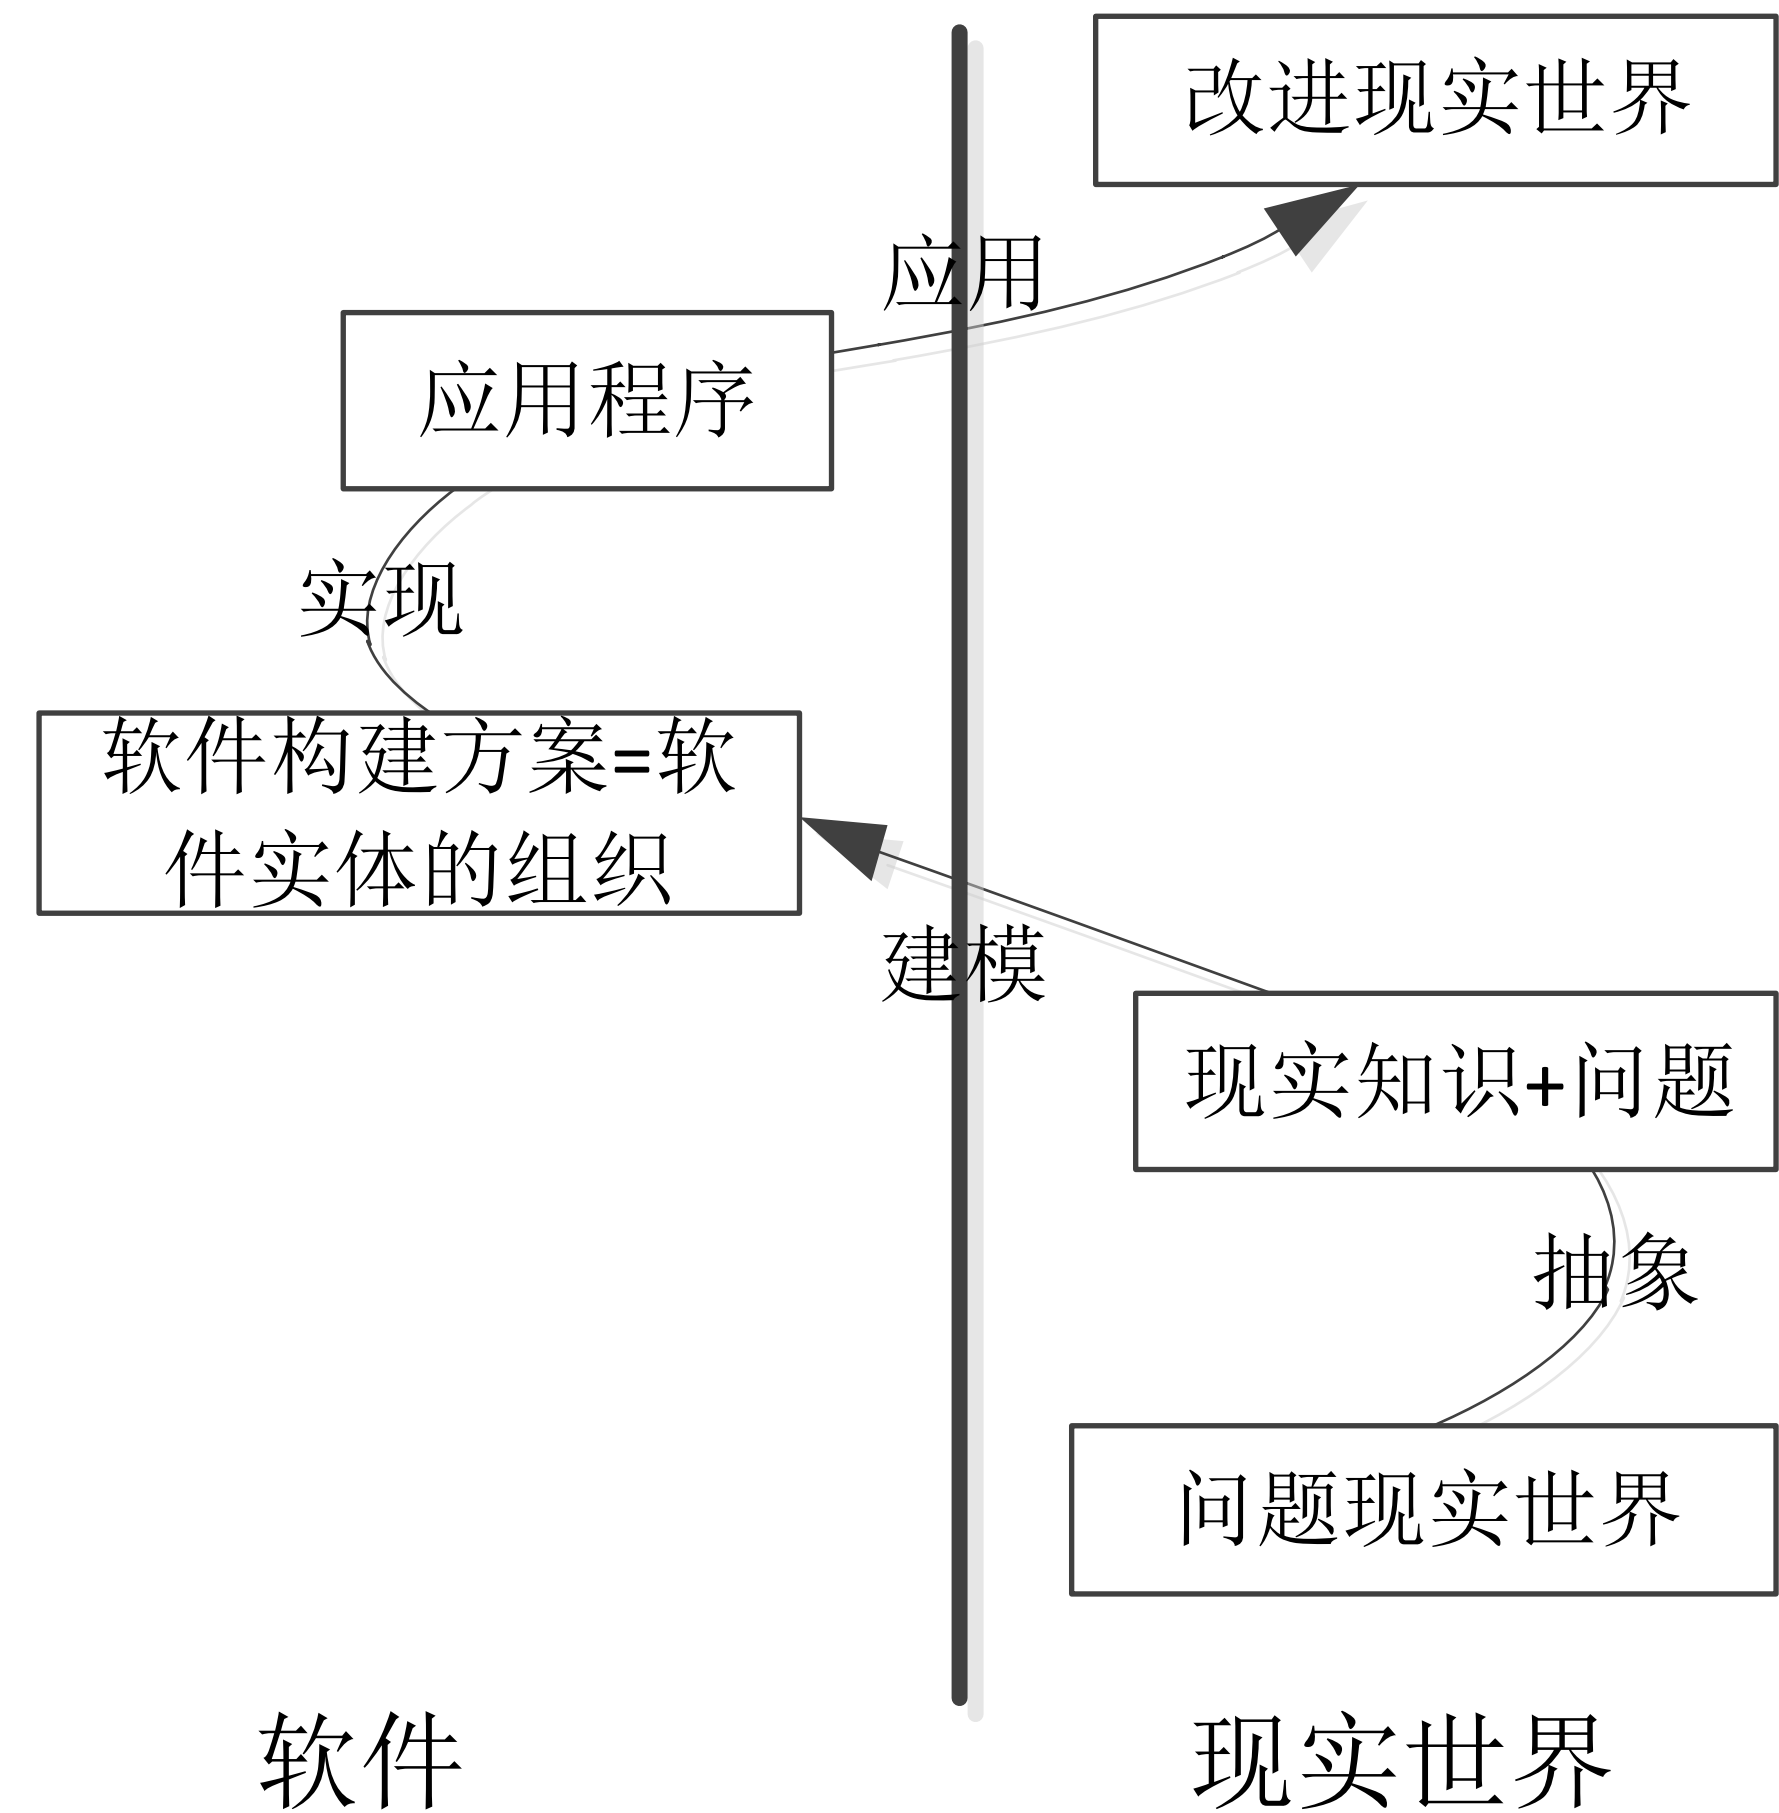 改进现实世界
应用
应用程序
实现
软件构建方案=软
件实体的组织
建模
现实知识+问题
抽象
问题现实世界
软件
现实世界